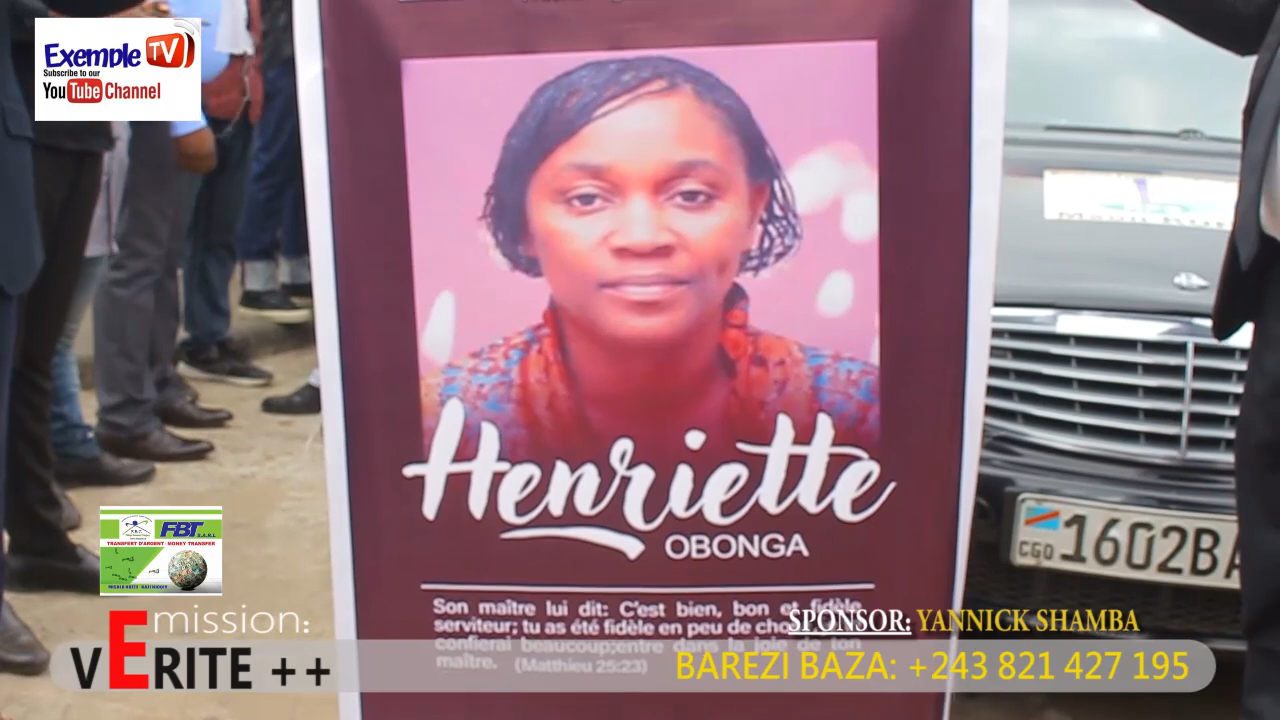 Exemple TV
Subscribe to our
YouTube Channel
Henriette
OBONGA
Son maître lui dit: C'est bien, bon et fidèle
serviteur; tu as été fidèle en peu de
confierai beaucoup;entre dans la joie de ton
maître. (Matthieu 25:23)
CGO 1602B
FBT S.A.R.L
TRANSFERT D'ARGENT - MONEY TRANSFER
Emission:
VERITE ++
SPONSOR: YANNICK SHAMBA
BAREZI BAZA: +243 821 427 195